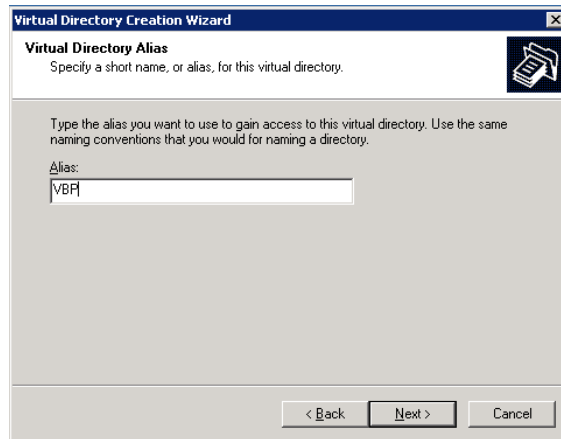 Virtual Directory Creation Wizard
Virtual Directory Alias
Specify a short name, or alias, for this virtual directory.
Type the alias you want to use to gain access to this virtual directory. Use the same
naming conventions that you would for naming a directory.
Alias:
VBP
< Back Next > Cancel